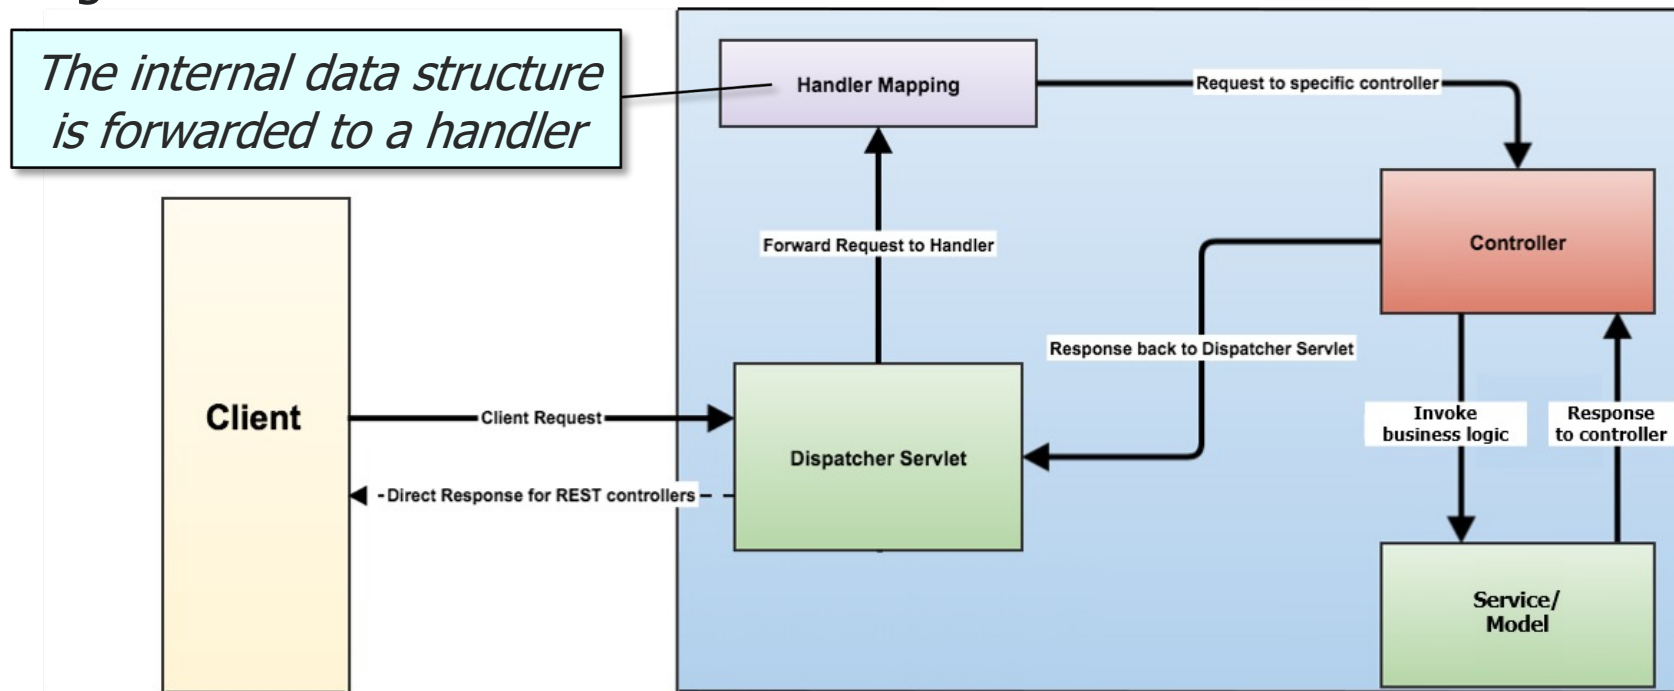 The internal data structure
is forwarded to a handler
Handler Mapping
Request to specific controller
Forward Request to Handler
Controller
Response back to Dispatcher Servlet
Client
Client Request
Dispatcher Servlet
Direct Response for REST controllers
Invoke
business logic
Response
to controller
Service/
Model